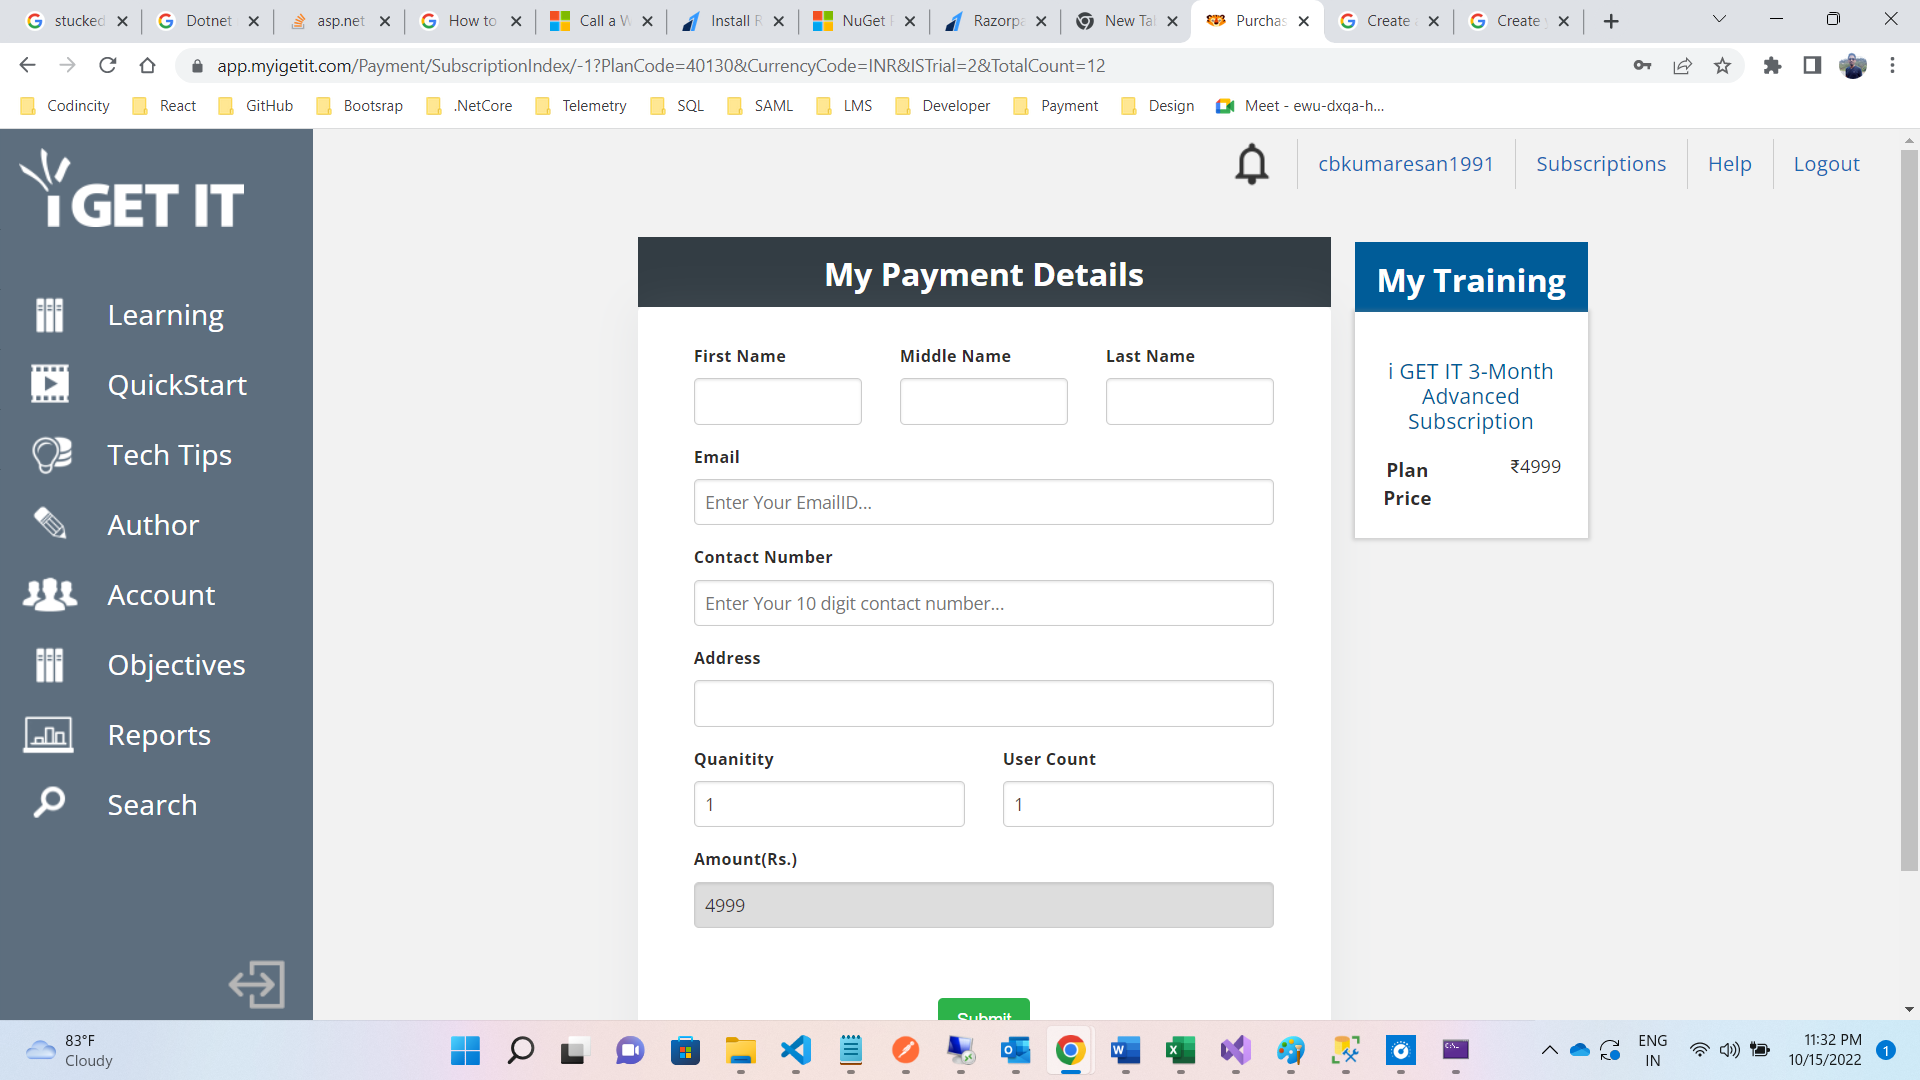 stucked
Dotnet
asp.net
How to
Call a W
Install R
NuGet P
Razorpa
New Tab
Purchas
Create a
Create y
app.myigetit.com/Payment/SubscriptionIndex/-1?PlanCode=40130&CurrencyCode=INR&ISTrial=2&TotalCount=12
Codincity
React
GitHub
Bootsrap
.NetCore
Telemetry
SQL
SAML
LMS
Developer
Payment
Design
Meet - ewu-dxqa-h...
i GET IT
cbkumaresan1991
Subscriptions
Help
Logout
Learning
QuickStart
Tech Tips
Author
Account
Objectives
Reports
Search
My Payment Details
First Name
Middle Name
Last Name
Email
Enter Your EmailID...
Contact Number
Enter Your 10 digit contact number...
Address
Quanitity
User Count
1
1
Amount(Rs.)
4999
Submit
My Training
i GET IT 3-Month
Advanced
Subscription
Plan
Price
₹4999
83°F
Cloudy
ENG
IN
11:32 PM
10/15/2022
1